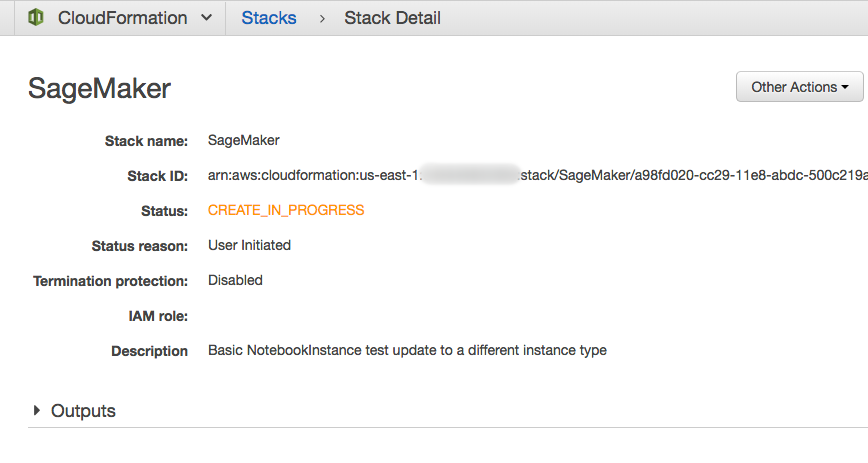 CloudFormation Stacks > Stack Detail
SageMaker
Other Actions
Stack name: SageMaker
Stack ID: arn:aws:cloudformation:us-east-1: stack/SageMaker/a98fd020-cc29-11e8-abdc-500c219a
Status: CREATE_IN_PROGRESS
Status reason: User Initiated
Termination protection: Disabled
IAM role:
Description Basic NotebookInstance test update to a different instance type
Outputs